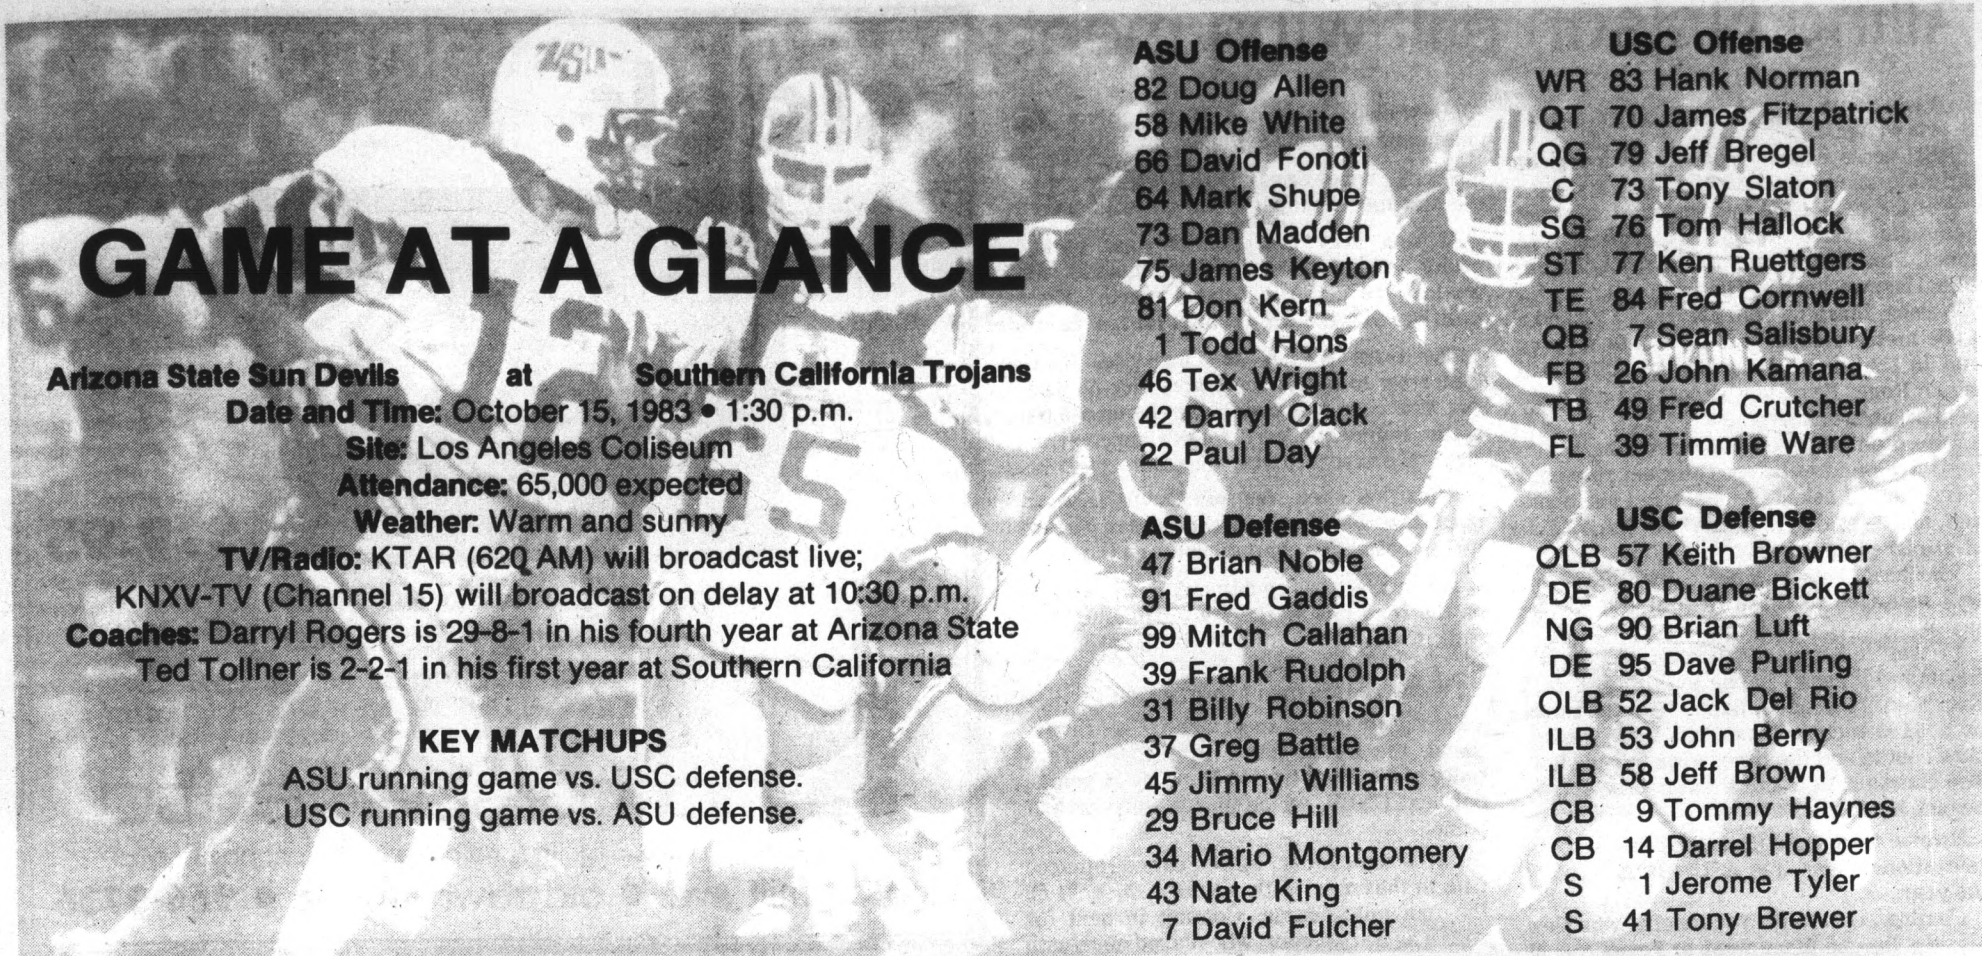 GAME AT A GLANCE
Arizona State Sun Devils at Southern California Trojans
Date and Time: October 15, 1983 • 1:30 p.m.
Site: Los Angeles Coliseum
Attendance: 65,000 expected
Weather: Warm and sunny
TV/Radio: KTAR (620 AM) will broadcast live;
KNXV-TV (Channel 15) will broadcast on delay at 10:30 p.m.
Coaches: Darryl Rogers is 29-8-1 in his fourth year at Arizona State
Ted Tollner is 2-2-1 in his first year at Southern California
KEY MATCHUPS
ASU running game vs. USC defense.
USC running game vs. ASU defense.
ASU Offense
82 Doug Allen
58 Mike White
66 David Fonoti
64 Mark Shupe
73 Dan Madden
75 James Keyton
81 Don Kern
1 Todd Hons
46 Tex Wright
42 Darryl Clack
22 Paul Day
ASU Defense
47 Brian Noble
91 Fred Gaddis
99 Mitch Callahan
39 Frank Rudolph
31 Billy Robinson
37 Greg Battle
45 Jimmy Williams
29 Bruce Hill
34 Mario Montgomery
43 Nate King
7 David Fulcher
USC Offense
WR 83 Hank Norman
QT 70 James Fitzpatrick
QG 79 Jeff Bregel
C 73 Tony Slaton
SG 76 Tom Hallock
ST 77 Ken Ruettgers
TE 84 Fred Cornwell
QB 7 Sean Salisbury
FB 26 John Kamana
TB 49 Fred Crutcher
FL 39 Timmie Ware
USC Defense
OLB 57 Keith Browner
DE 80 Duane Bickett
NG 90 Brian Luft
DE 95 Dave Purling
OLB 52 Jack Del Rio
ILB 53 John Berry
ILB 58 Jeff Brown
CB 9 Tommy Haynes
CB 14 Darrel Hopper
S 1 Jerome Tyler
S 41 Tony Brewer
65